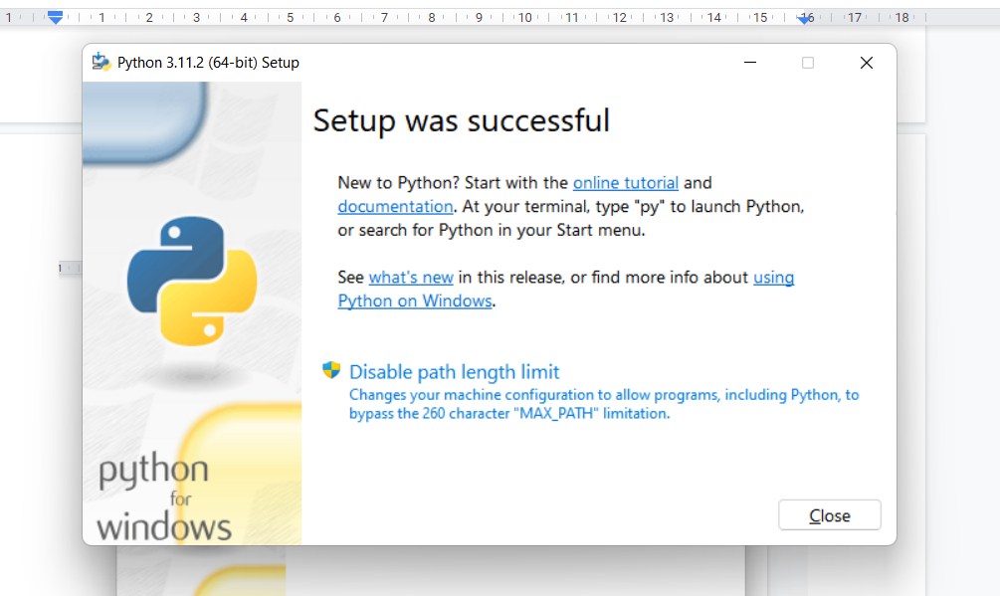 1 1 2 3 4 5 6 7 8 9 10 11 12 13 14 15 16 17 18
Python 3.11.2 (64-bit) Setup
Setup was successful
New to Python? Start with the online tutorial and
documentation. At your terminal, type "py" to launch Python,
or search for Python in your Start menu.
1
See what's new in this release, or find more info about using
Python on Windows.
Disable path length limit
Changes your machine configuration to allow programs, including Python, to
bypass the 260 character "MAX_PATH" limitation.
python
for
windows
Close